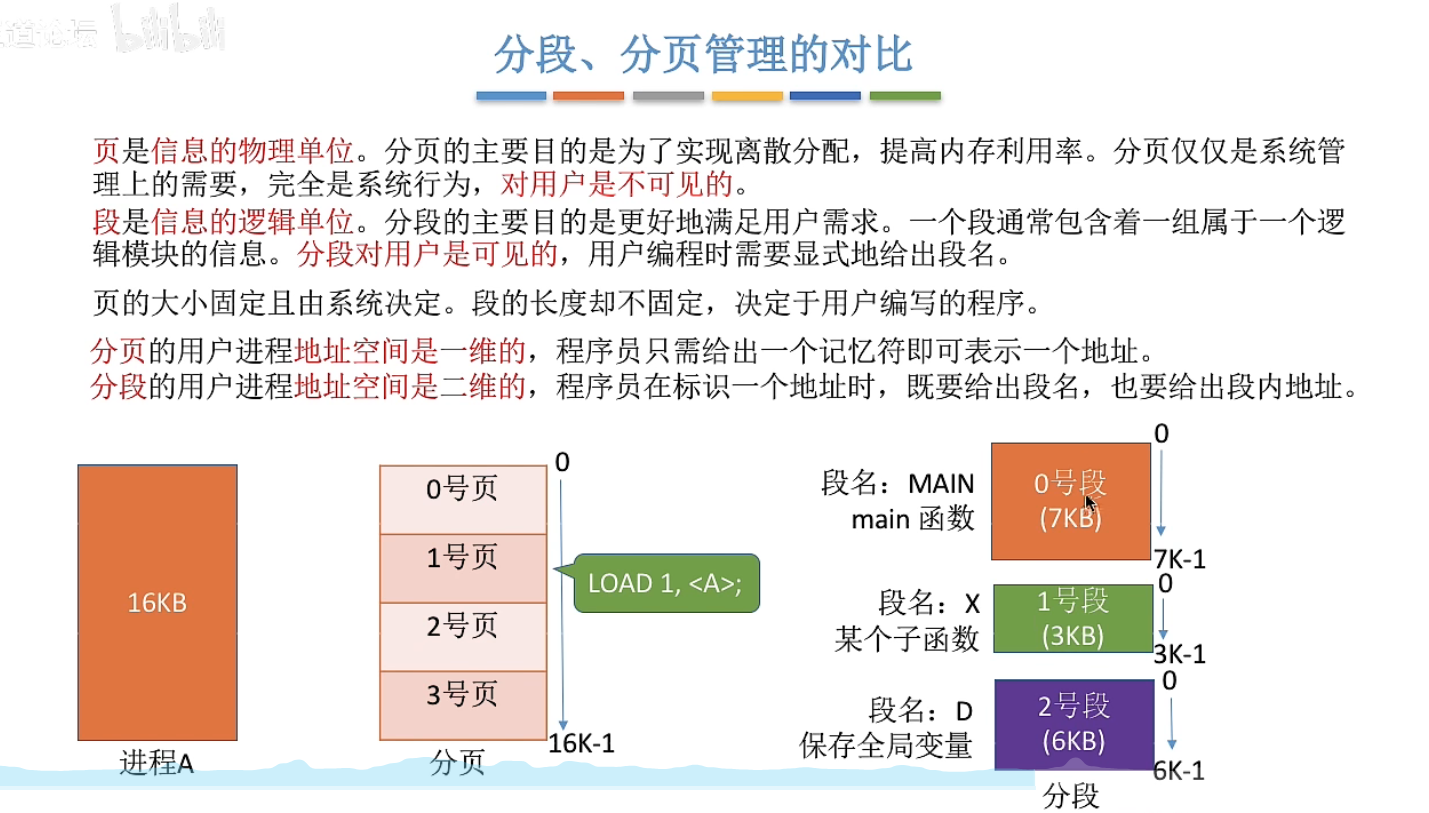 道论坛 bilibili
分段、分页管理的对比
页是信息的物理单位。分页的主要目的是为了实现离散分配，提高内存利用率。分页仅仅是系统管
理上的需要，完全是系统行为，对用户是不可见的。
段是信息的逻辑单位。分段的主要目的是更好地满足用户需求。一个段通常包含着一组属于一个逻
辑模块的信息。分段对用户是可见的，用户编程时需要显式地给出段名。
页的大小固定且由系统决定。段的长度却不固定，决定于用户编写的程序。
分页的用户进程地址空间是一维的，程序员只需给出一个记忆符即可表示一个地址。
分段的用户进程地址空间是二维的，程序员在标识一个地址时，既要给出段名，也要给出段内地址。
16KB
进程A
0号页
1号页
2号页
3号页
分页
0
LOAD 1, <A>;
16K-1
段名：MAIN
main 函数
0号段
(7KB)
0
7K-1
段名：X
某个子函数
1号段
(3KB)
0
3K-1
段名：D
保存全局变量
2号段
(6KB)
0
6K-1
分段